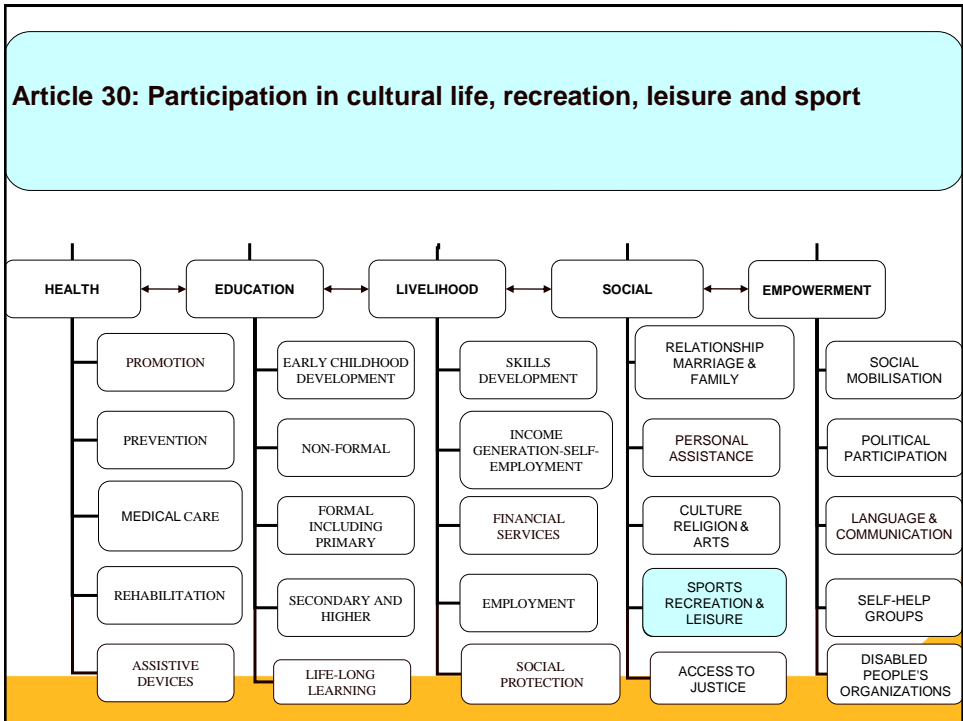 Article 30: Participation in cultural life, recreation, leisure and sport
HEALTH
EDUCATION
LIVELIHOOD
SOCIAL
EMPOWERMENT
PROMOTION
PREVENTION
MEDICAL CARE
REHABILITATION
ASSISTIVE
DEVICES
EARLY CHILDHOOD
DEVELOPMENT
NON-FORMAL
FORMAL
INCLUDING
PRIMARY
SECONDARY AND
HIGHER
LIFE-LONG
LEARNING
SKILLS
DEVELOPMENT
INCOME
GENERATION-SELF-
EMPLOYMENT
FINANCIAL
SERVICES
EMPLOYMENT
SOCIAL
PROTECTION
RELATIONSHIP
MARRIAGE &
FAMILY
PERSONAL
ASSISTANCE
CULTURE
RELIGION &
ARTS
SPORTS
RECREATION &
LEISURE
ACCESS TO
JUSTICE
SOCIAL
MOBILISATION
POLITICAL
PARTICIPATION
LANGUAGE &
COMMUNICATION
SELF-HELP
GROUPS
DISABLED
PEOPLE'S
ORGANIZATIONS